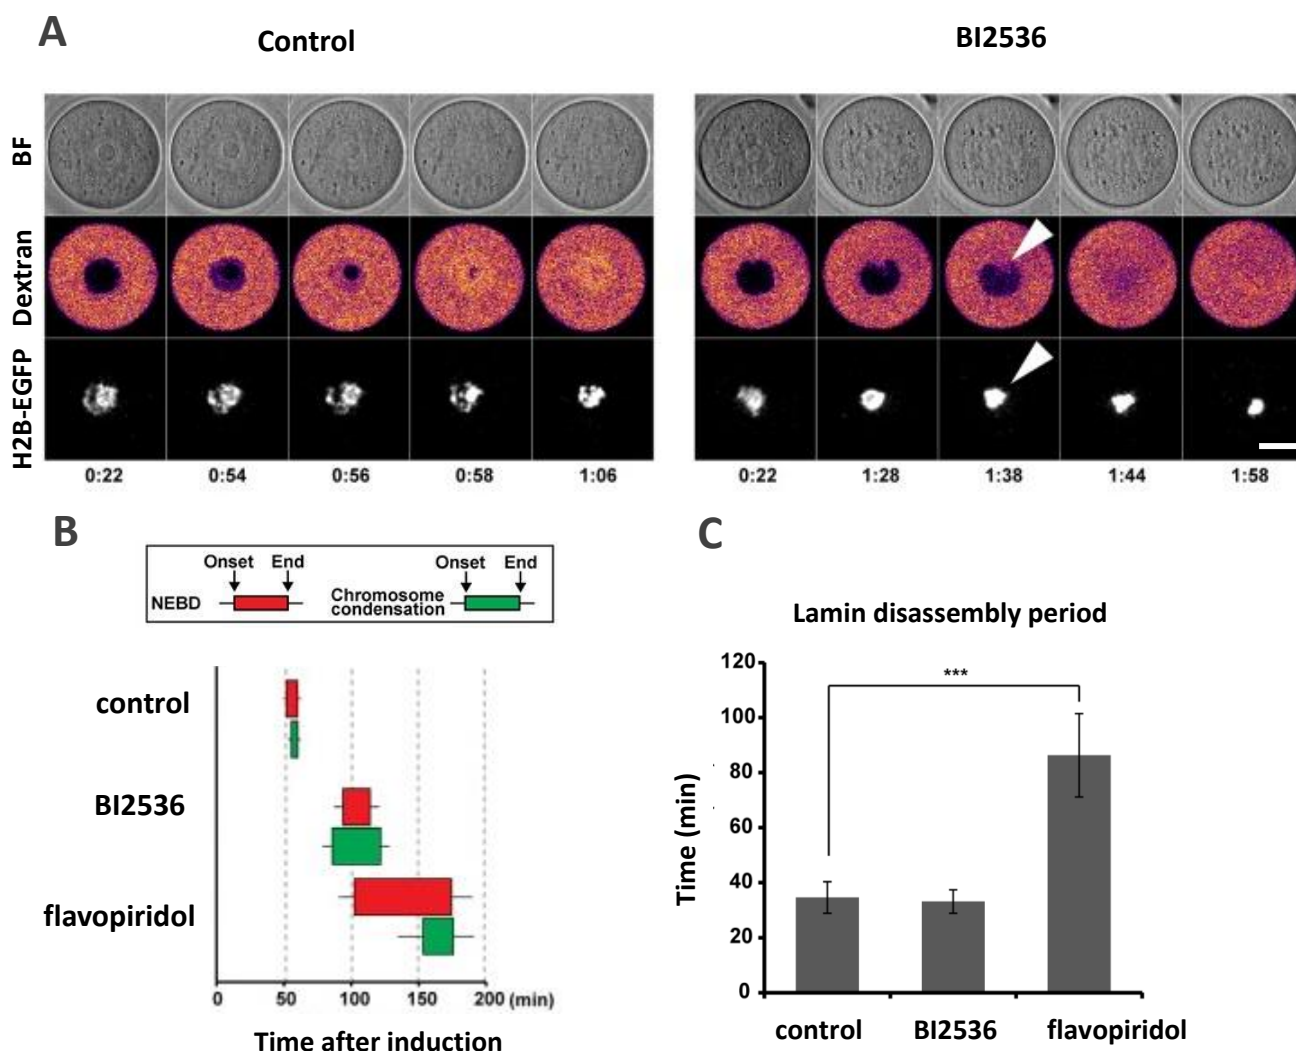 A
Control
BI2536
BF
Dextran
H2B-EGFP
0:22 0:54 0:56 0:58 1:06
0:22 1:28 1:38 1:44 1:58
B
Onset End Onset End
NEBD
Chromosome
condensation
control
BI2536
flavopiridol
0 50 100 150 200 (min)
Time after induction
C
Lamin disassembly period
120
100
80
60
40
20
0
Time (min)
***
control BI2536 flavopiridol